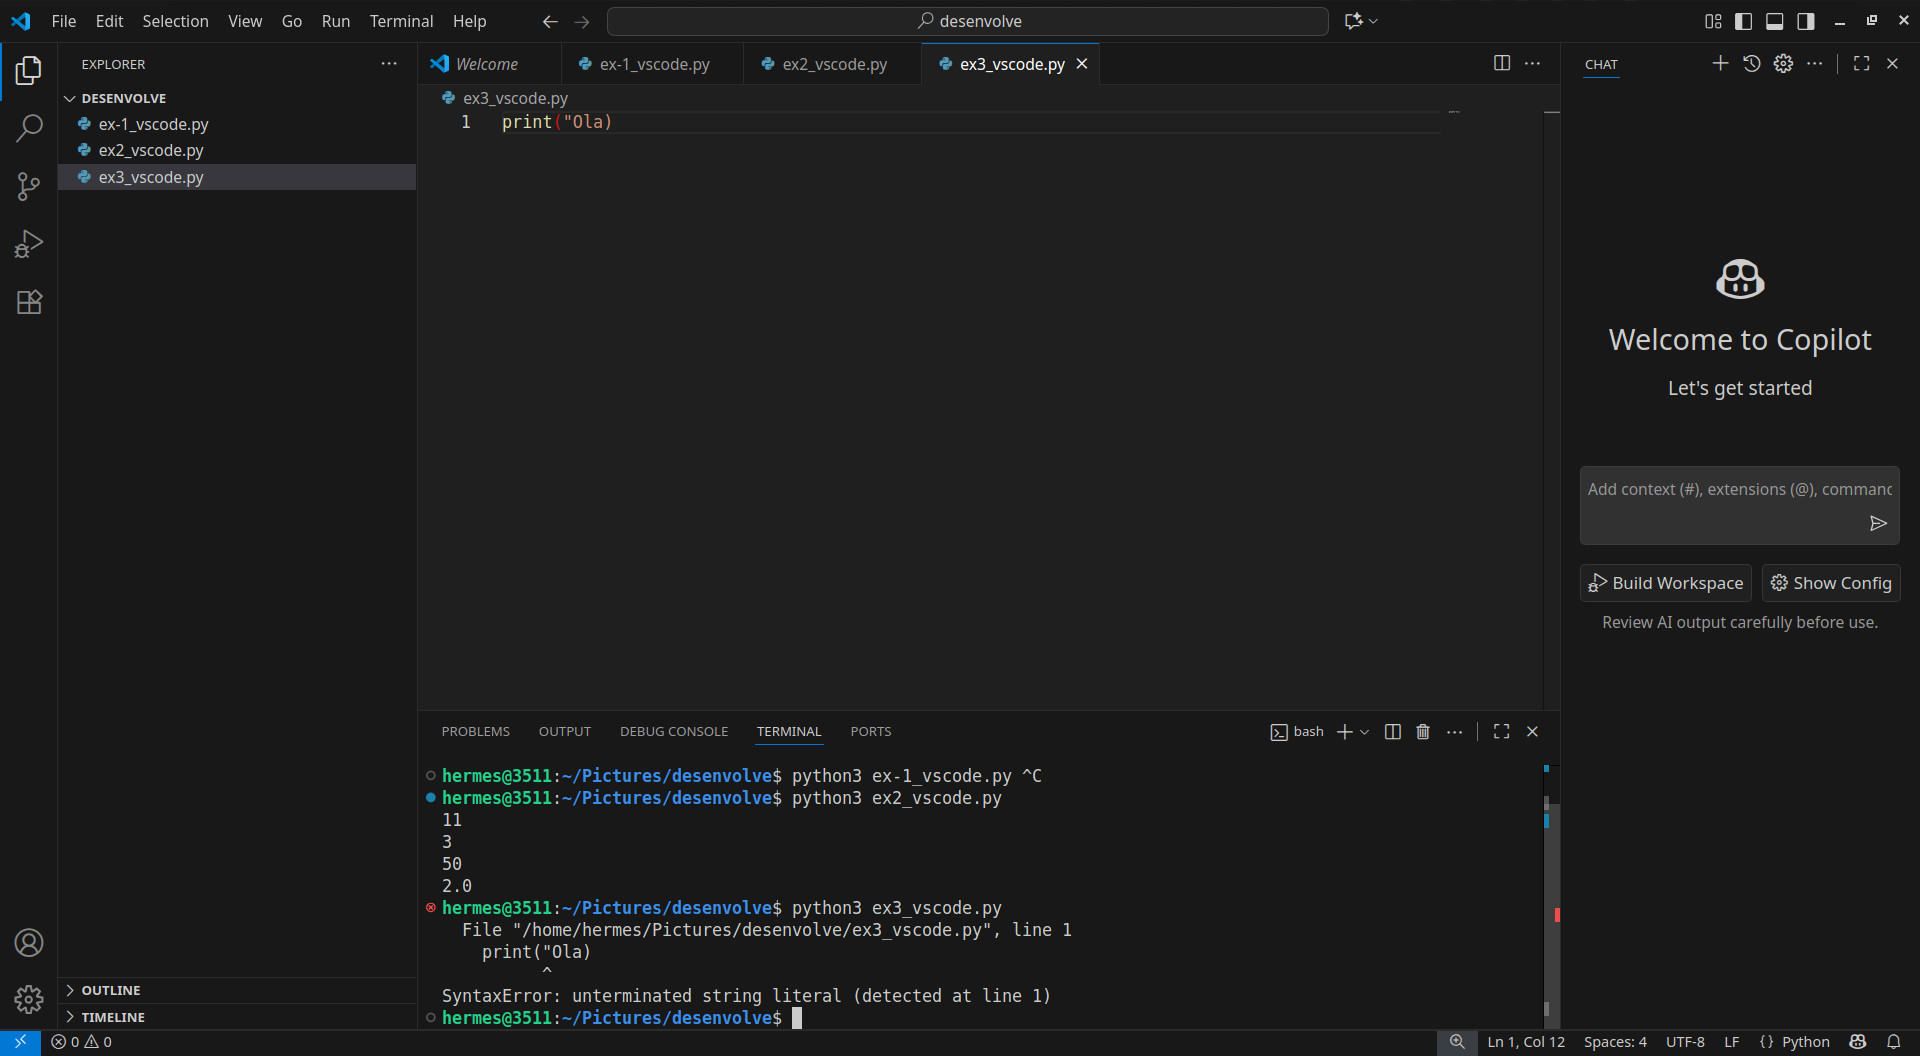 File Edit Selection View Go Run Terminal Help desenvolve
EXPLORER
DESENVOLVE
ex-1_vscode.py
ex2_vscode.py
ex3_vscode.py
OUTLINE
TIMELINE
Welcome ex-1_vscode.py ex2_vscode.py ex3_vscode.py
ex3_vscode.py
1 print("Ola)
PROBLEMS OUTPUT DEBUG CONSOLE TERMINAL PORTS bash
hermes@3511:~/Pictures/desenvolve$ python3 ex-1_vscode.py ^C
hermes@3511:~/Pictures/desenvolve$ python3 ex2_vscode.py
11
3
50
2.0
hermes@3511:~/Pictures/desenvolve$ python3 ex3_vscode.py
File "/home/hermes/Pictures/desenvolve/ex3_vscode.py", line 1
print("Ola)
^
SyntaxError: unterminated string literal (detected at line 1)
hermes@3511:~/Pictures/desenvolve$
CHAT
Welcome to Copilot
Let's get started
Add context (#), extensions (@), command
Build Workspace Show Config
Review AI output carefully before use.
0 0 Ln 1, Col 12 Spaces: 4 UTF-8 LF {} Python